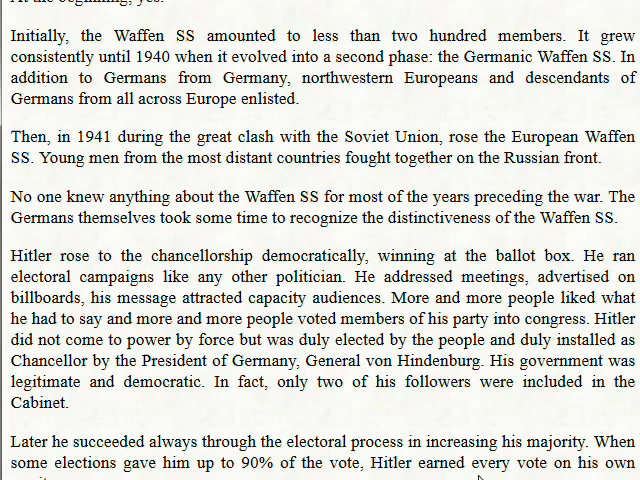 At the beginning, yes.
Initially, the Waffen SS amounted to less than two hundred members. It grew
consistently until 1940 when it evolved into a second phase: the Germanic Waffen SS. In
addition to Germans from Germany, northwestern Europeans and descendants of
Germans from all across Europe enlisted.
Then, in 1941 during the great clash with the Soviet Union, rose the European Waffen
SS. Young men from the most distant countries fought together on the Russian front.
No one knew anything about the Waffen SS for most of the years preceding the war. The
Germans themselves took some time to recognize the distinctiveness of the Waffen SS.
Hitler rose to the chancellorship democratically, winning at the ballot box. He ran
electoral campaigns like any other politician. He addressed meetings, advertised on
billboards, his message attracted capacity audiences. More and more people liked what
he had to say and more and more people voted members of his party into congress. Hitler
did not come to power by force but was duly elected by the people and duly installed as
Chancellor by the President of Germany, General von Hindenburg. His government was
legitimate and democratic. In fact, only two of his followers were included in the
Cabinet.
Later he succeeded always through the electoral process in increasing his majority. When
some elections gave him up to 90% of the vote, Hitler earned every vote on his own